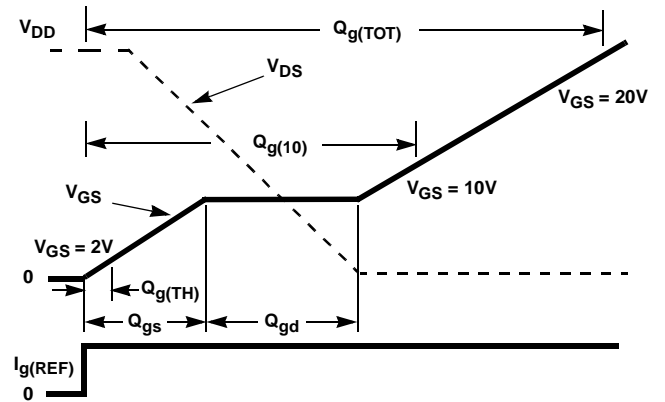 V_DD
Q_g(TOT)
V_DS
V_GS = 20V
Q_g(10)
V_GS
V_GS = 10V
V_GS = 2V
0
Q_g(TH)
Q_gs
Q_gd
I_g(REF)
0